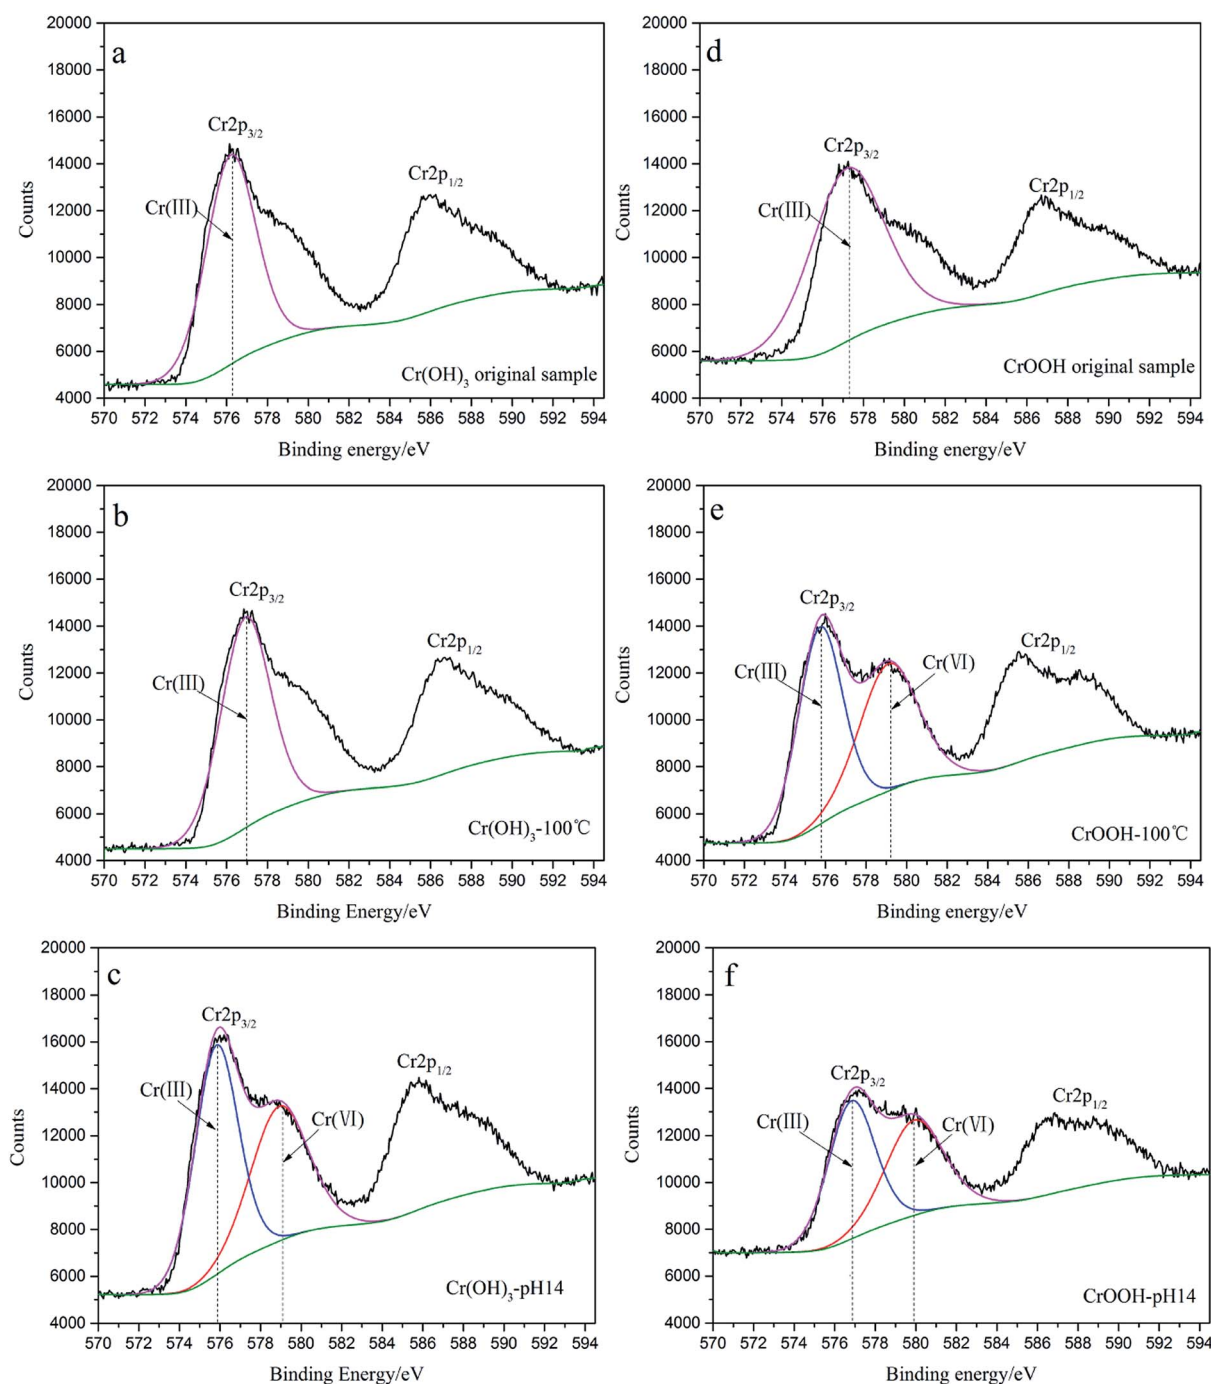 20000
18000
16000
14000
12000
10000
8000
6000
4000
Counts
a
Cr2p3/2
Cr(III)
Cr2p1/2
Cr(OH)3 original sample
570 572 574 576 578 580 582 584 586 588 590 592 594
Binding energy/eV
20000
18000
16000
14000
12000
10000
8000
6000
4000
Counts
d
Cr2p3/2
Cr(III)
Cr2p1/2
CrOOH original sample
570 572 574 576 578 580 582 584 586 588 590 592 594
Binding energy/eV
20000
18000
16000
14000
12000
10000
8000
6000
4000
Counts
b
Cr2p3/2
Cr(III)
Cr2p1/2
Cr(OH)3-100℃
570 572 574 576 578 580 582 584 586 588 590 592 594
Binding Energy/eV
20000
18000
16000
14000
12000
10000
8000
6000
4000
Counts
e
Cr2p3/2
Cr(III)
Cr(VI)
Cr2p1/2
CrOOH-100℃
570 572 574 576 578 580 582 584 586 588 590 592 594
Binding energy/eV
20000
18000
16000
14000
12000
10000
8000
6000
4000
Counts
c
Cr2p3/2
Cr(III)
Cr(VI)
Cr2p1/2
Cr(OH)3-pH14
570 572 574 576 578 580 582 584 586 588 590 592 594
Binding Energy/eV
20000
18000
16000
14000
12000
10000
8000
6000
4000
Counts
f
Cr2p3/2
Cr(III)
Cr(VI)
Cr2p1/2
CrOOH-pH14
570 572 574 576 578 580 582 584 586 588 590 592 594
Binding energy/eV